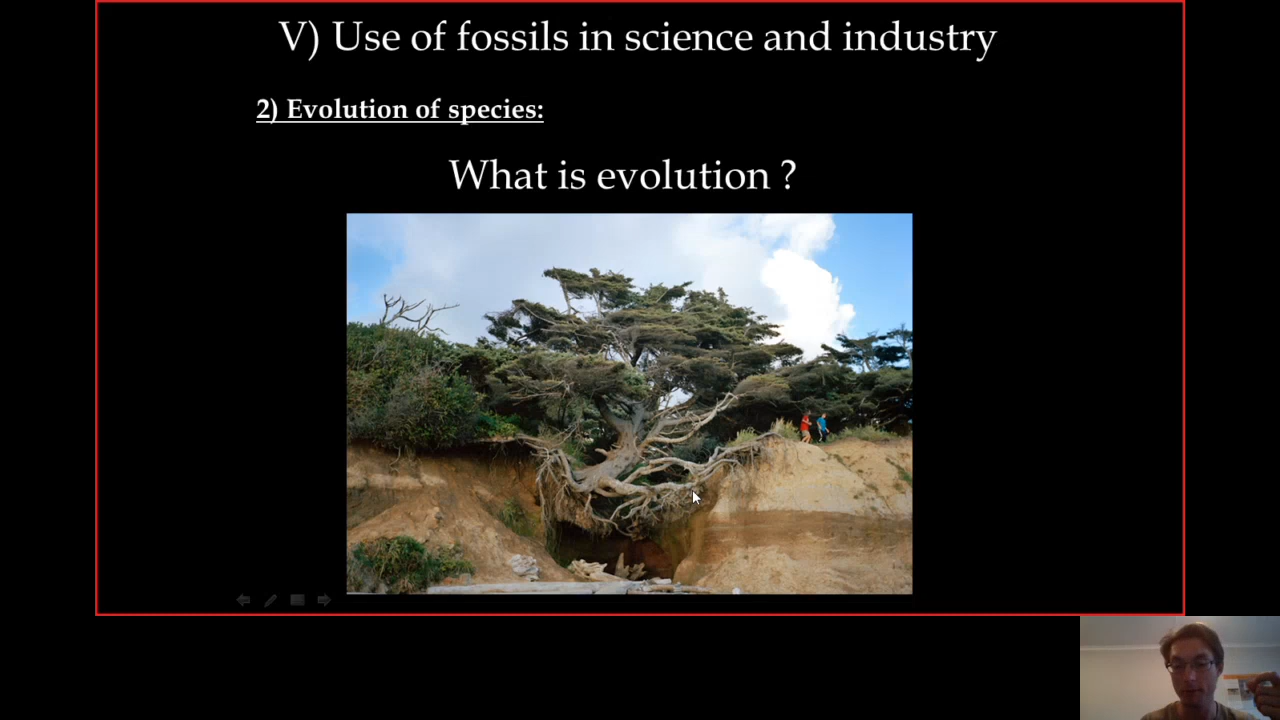 V) Use of fossils in science and industry
2) Evolution of species:
What is evolution ?